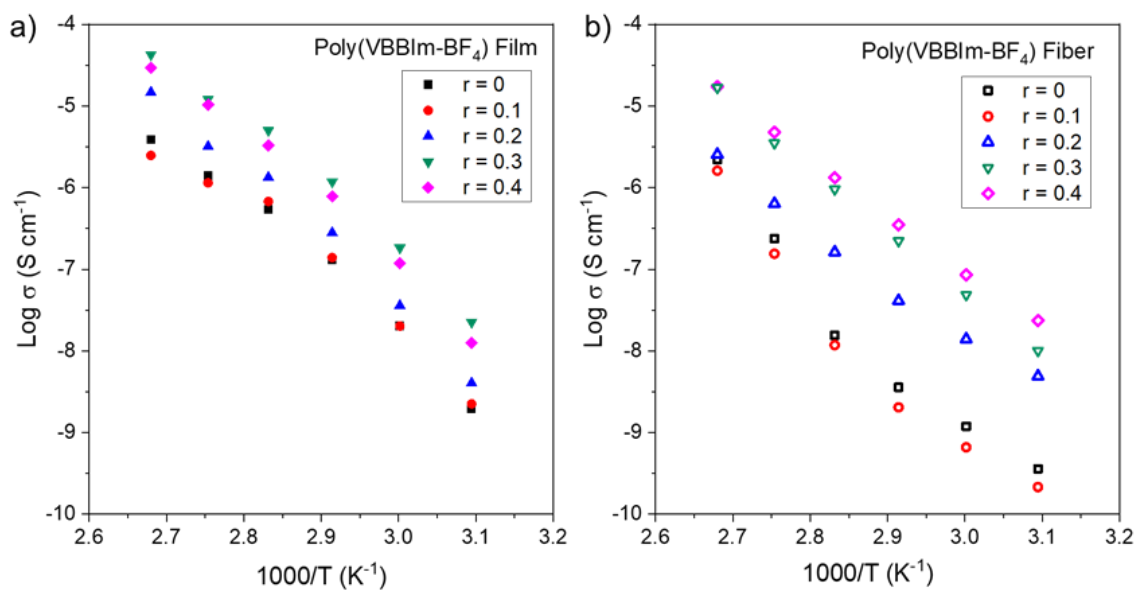 a)
Poly(VBBIm-BF₄) Film
r = 0
r = 0.1
r = 0.2
r = 0.3
r = 0.4
-4
-5
-6
-7
-8
-9
-10
Log σ (S cm⁻¹)
2.6 2.7 2.8 2.9 3.0 3.1 3.2
1000/T (K⁻¹)
b)
Poly(VBBIm-BF₄) Fiber
r = 0
r = 0.1
r = 0.2
r = 0.3
r = 0.4
-4
-5
-6
-7
-8
-9
-10
Log σ (S cm⁻¹)
2.6 2.7 2.8 2.9 3.0 3.1 3.2
1000/T (K⁻¹)